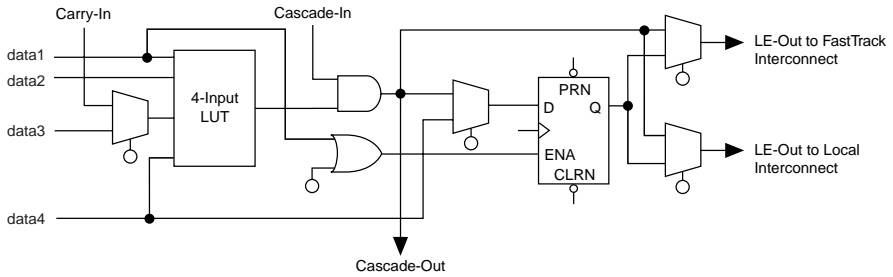 Carry-In
Cascade-In
LE-Out to FastTrack
Interconnect
data1
data2
4-Input
LUT
PRN
D
Q
data3
ENA
CLRN
LE-Out to Local
Interconnect
data4
Cascade-Out